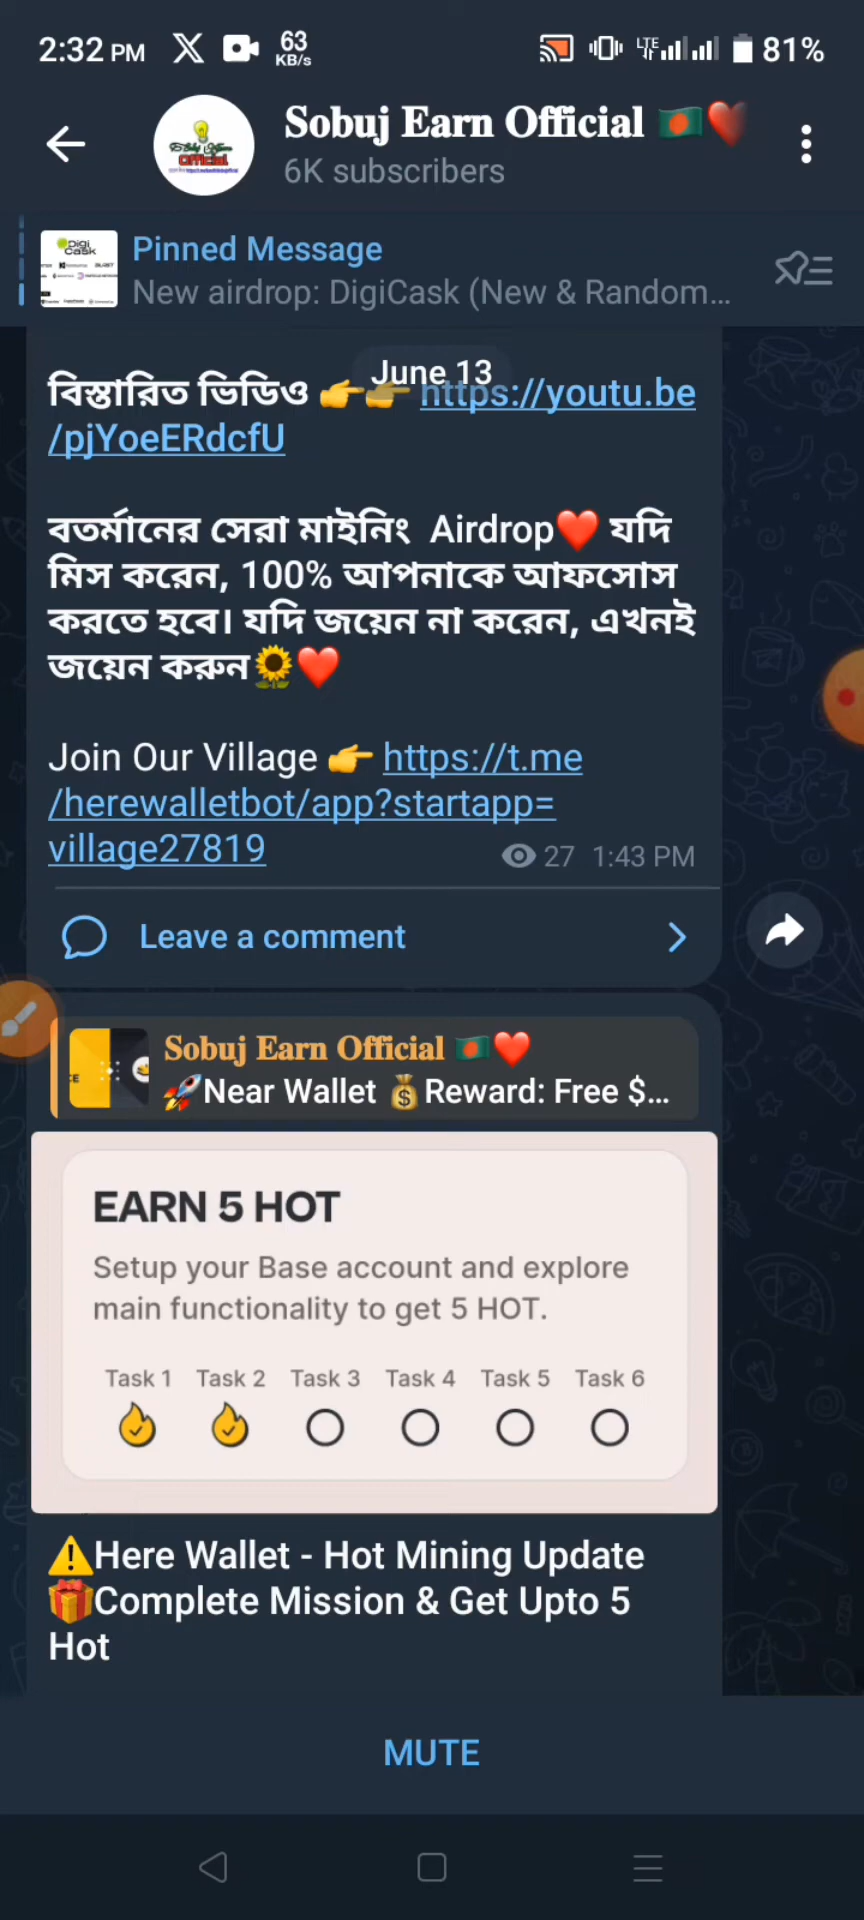 2:32 PM
63
KB/s
LTE
81%
Sobuj Earn Official 🇧🇩❤️
6K subscribers
Digi
cask
Pinned Message
New airdrop: DigiCask (New & Random...
June 13
বিস্তারিত ভিডিও 👉👉 https://youtu.be
/pjYoeERdcfU
বতর্মানের সেরা মাইনিং Airdrop❤️ যদি
মিস করেন, 100% আপনাকে আফসোস
করতে হবে। যদি জয়েন না করেন, এখনই
জয়েন করুন🌻❤️
Join Our Village 👉 https://t.me
/herewalletbot/app?startapp=
village27819
27 1:43 PM
Leave a comment
Sobuj Earn Official 🇧🇩❤️
🚀Near Wallet 💰Reward: Free $...
EARN 5 HOT
Setup your Base account and explore
main functionality to get 5 HOT.
Task 1 Task 2 Task 3 Task 4 Task 5 Task 6
⚠️Here Wallet - Hot Mining Update
🎁Complete Mission & Get Upto 5
Hot
MUTE